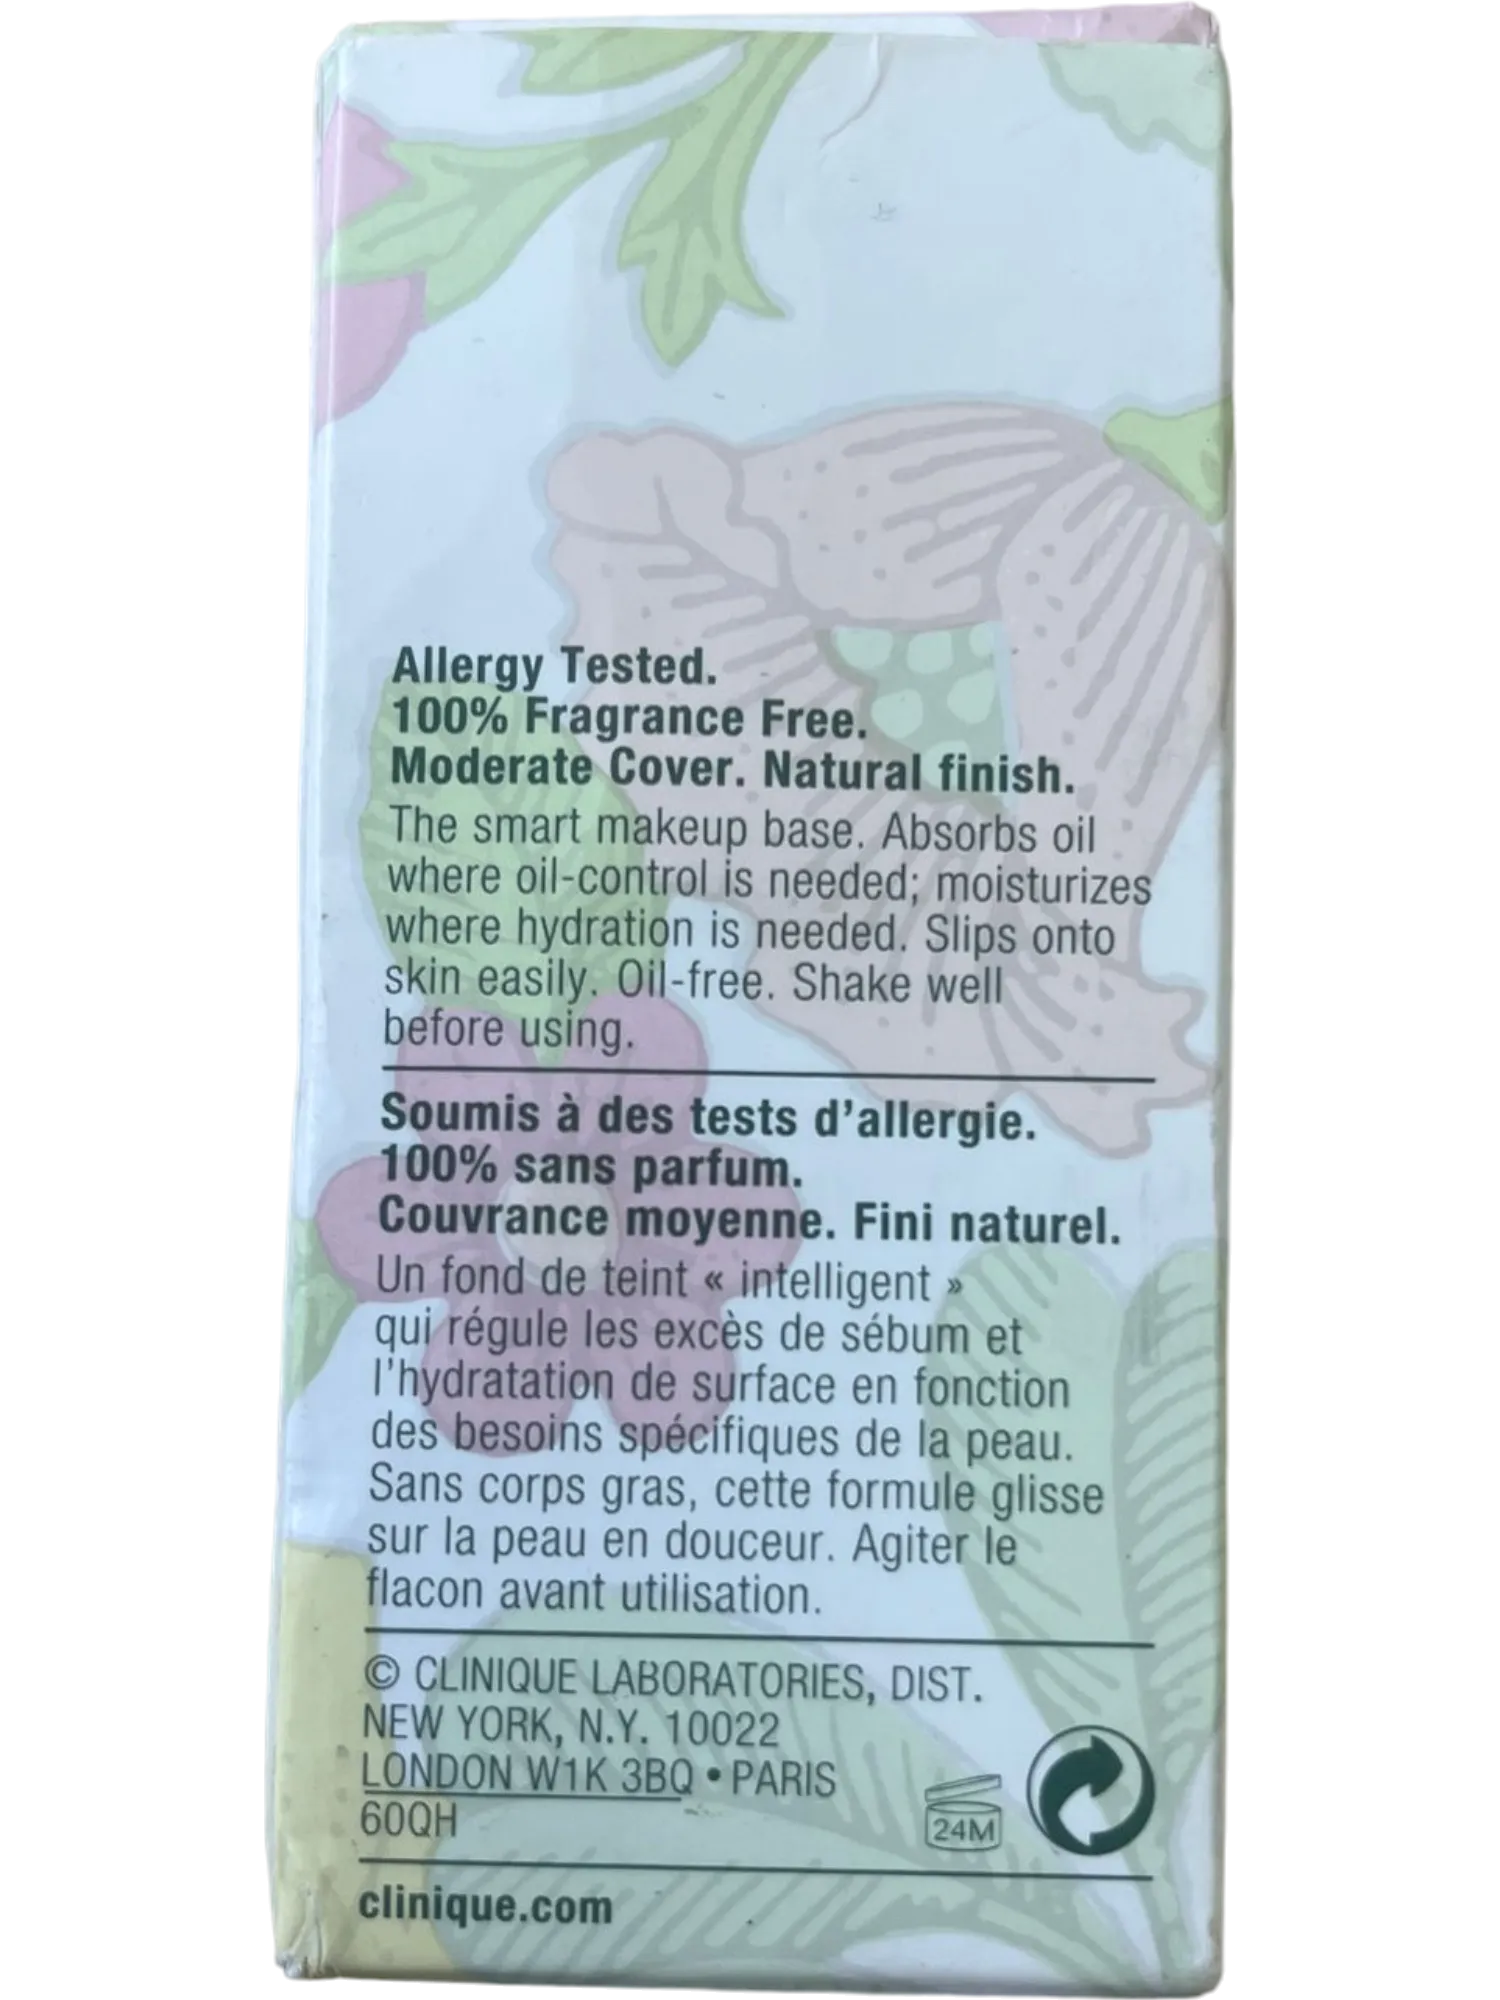 Allergy Tested.
100% Fragrance Free.
Moderate Cover. Natural finish.
The smart makeup base. Absorbs oil
where oil-control is needed; moisturizes
where hydration is needed. Slips onto
skin easily. Oil-free. Shake well
before using.
Soumis à des tests d'allergie.
100% sans parfum.
Couvrance moyenne. Fini naturel.
Un fond de teint « intelligent »
qui régule les excès de sébum et
l'hydratation de surface en fonction
des besoins spécifiques de la peau.
Sans corps gras, cette formule glisse
sur la peau en douceur. Agiter le
flacon avant utilisation.
© CLINIQUE LABORATORIES, DIST.
NEW YORK, N.Y. 10022
LONDON W1K 3BQ • PARIS
60QH
24M
clinique.com